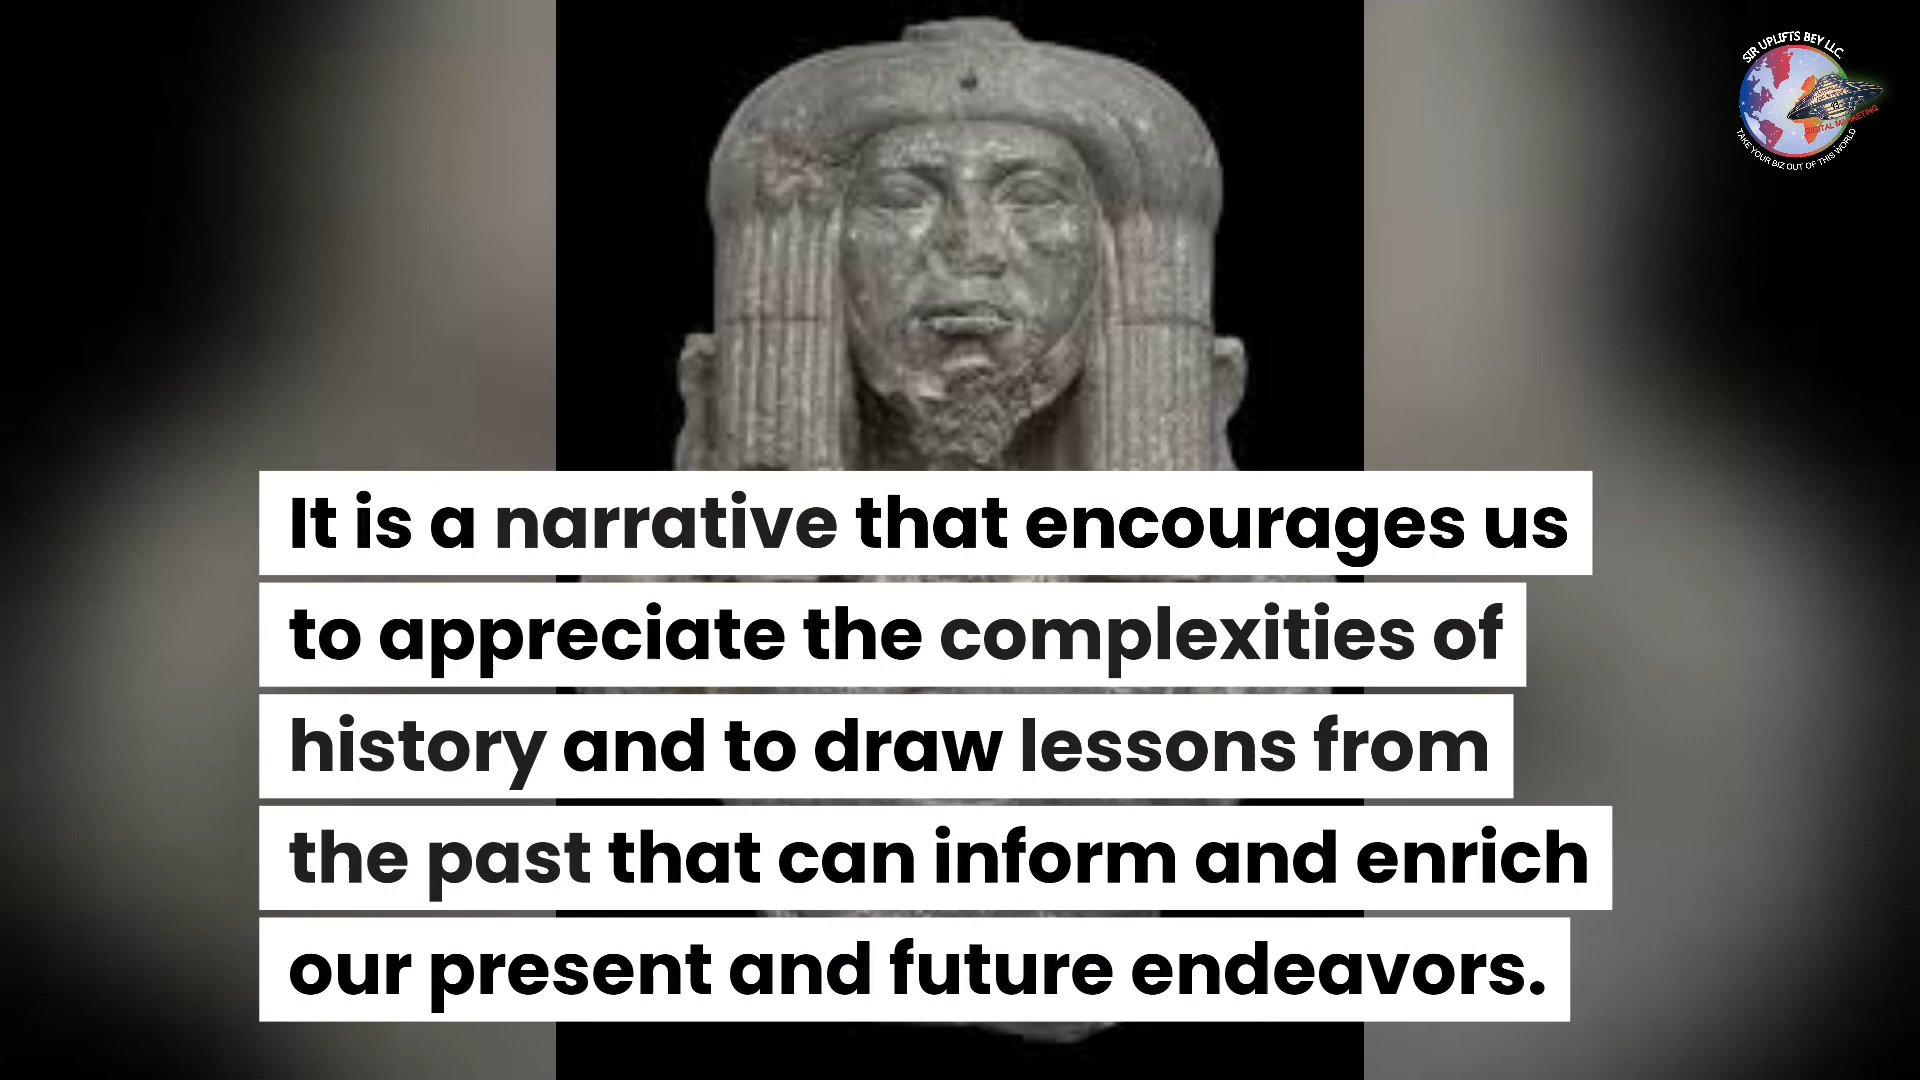 SIR UPLIFTS BEY LLC.
DIGITAL MARKETING
TAKE YOUR BIZ OUT OF THIS WORLD
It is a narrative that encourages us
to appreciate the complexities of
history and to draw lessons from
the past that can inform and enrich
our present and future endeavors.